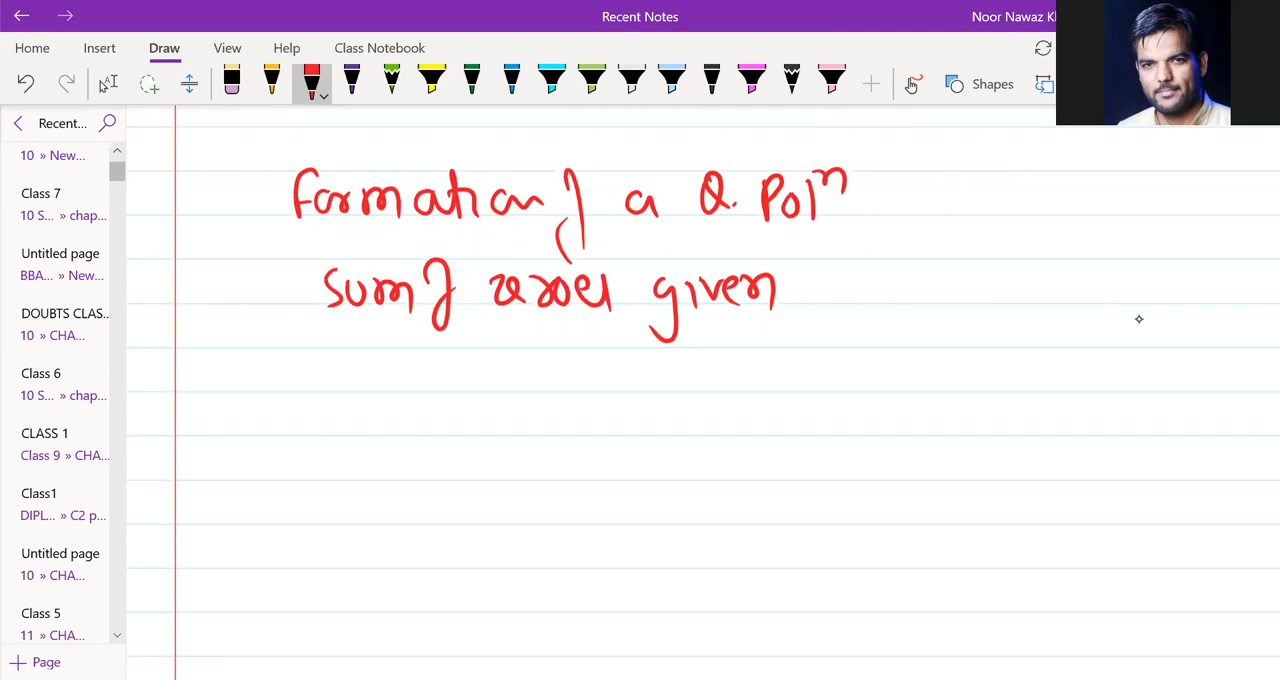 Recent Notes
Noor Nawaz Kh
Home Insert Draw View Help Class Notebook
Shapes
Recent...
10 » New...
Class 7
10 S... » chap...
Untitled page
BBA... » New...
DOUBTS CLAS...
10 » CHA...
Class 6
10 S... » chap...
CLASS 1
Class 9 » CHA...
Class1
DIPL... » C2 p...
Untitled page
10 » CHA...
Class 5
11 » CHA...
Page
Formation of a Q. Polⁿ
sum of zeroes given